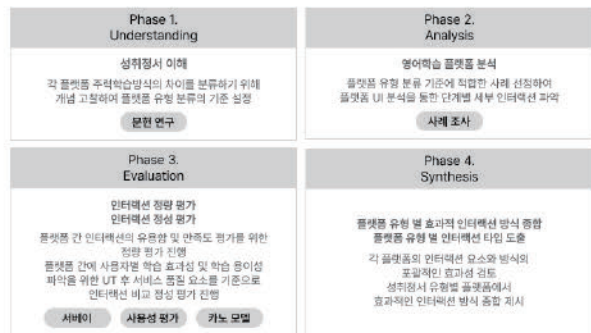 Phase 1.
Understanding
성취정서 이해
각 플랫폼 주력학습방식의 차이를 분류하기 위해
개념 고찰하여 플랫폼 유형 분류의 기준 설정
문헌 연구
Phase 2.
Analysis
영어학습 플랫폼 분석
플랫폼 유형 분류 기준에 적합한 사례 선정하여
플랫폼 UI 분석을 통한 단계별 세부 인터랙션 파악
사례 조사
Phase 3.
Evaluation
인터랙션 정량 평가
인터랙션 정성 평가
플랫폼 간 인터랙션의 유용함 및 만족도 평가를 위한
정량 평가 진행
플랫폼 간에 사용자별 학습 효과성 및 학습 용이성
파악을 위한 UT 후 서비스 품질 요소를 기준으로
인터랙션 비교 정성 평가 진행
서베이
사용성 평가
카노 모델
Phase 4.
Synthesis
플랫폼 유형 별 효과적 인터랙션 방식 종합
플랫폼 유형 별 인터랙션 타입 도출
각 플랫폼의 인터랙션 요소와 방식의
포괄적인 효과성 검토
성취정서 유형별 플랫폼에서
효과적인 인터랙션 방식 종합 제시